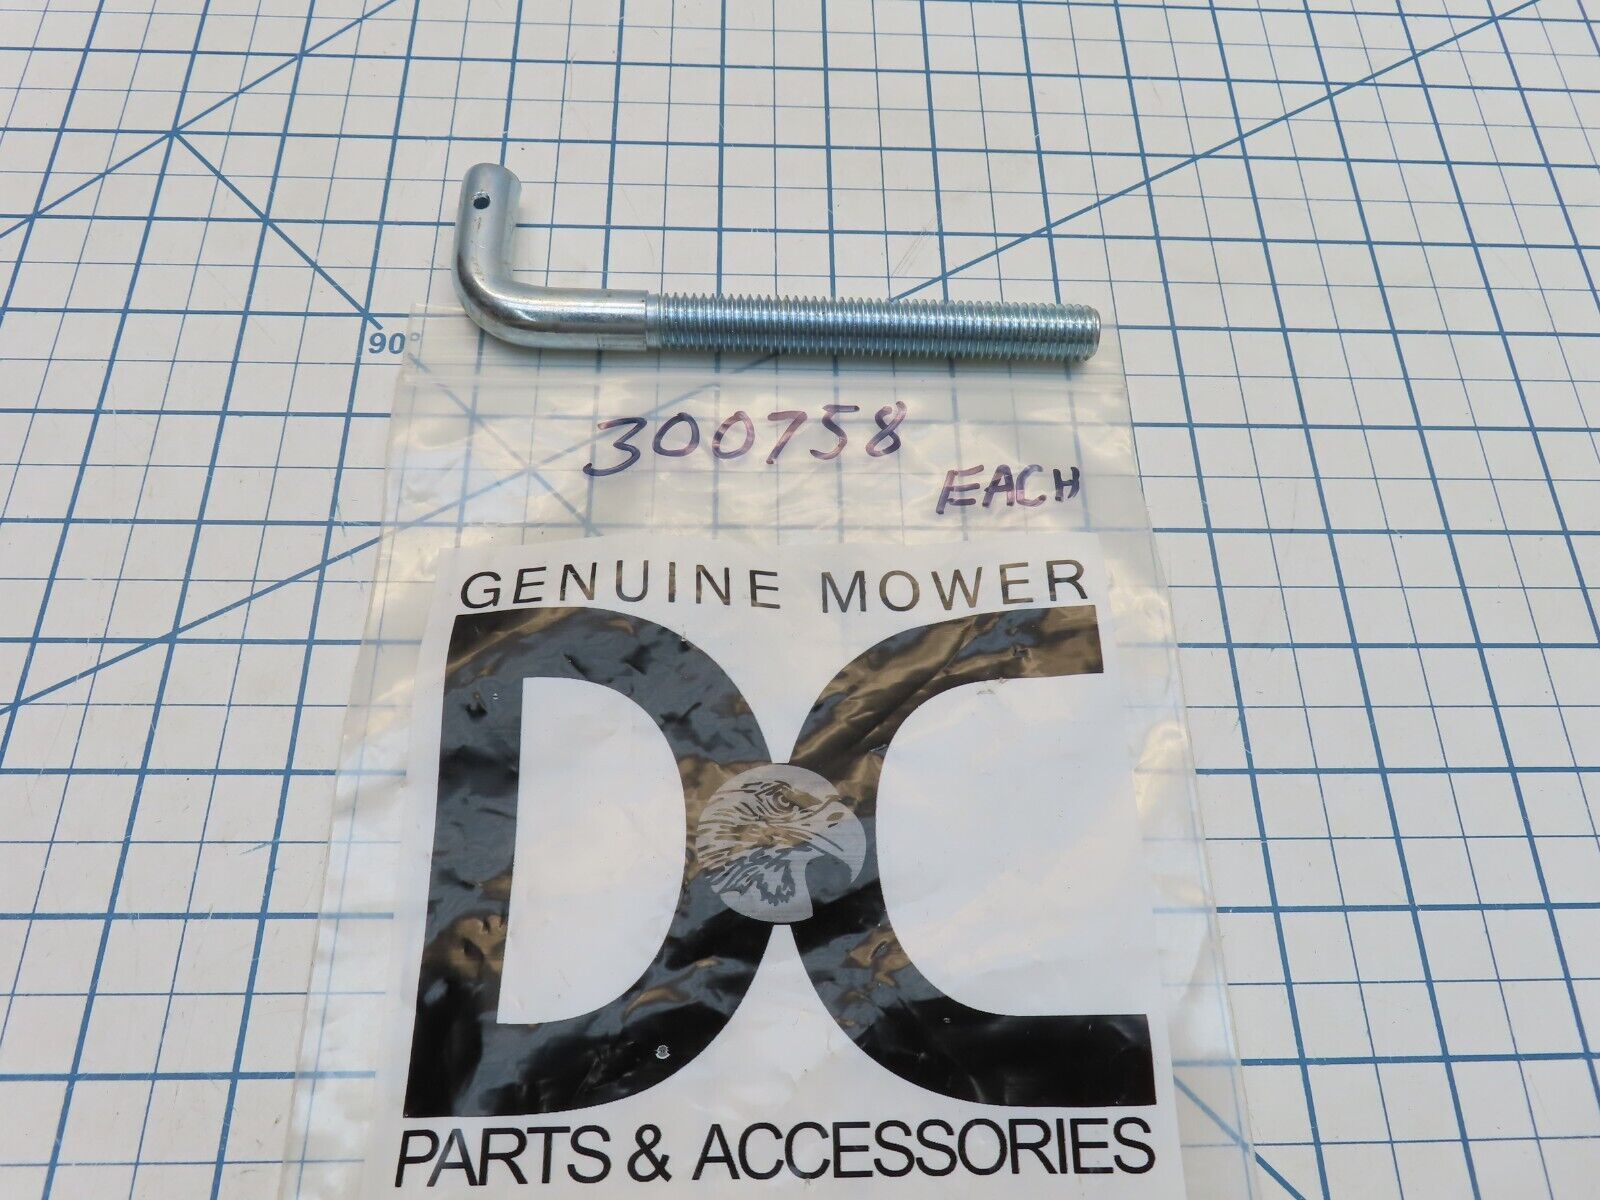 90°
300758
EACH
GENUINE MOWER
DC
PARTS & ACCESSORIES